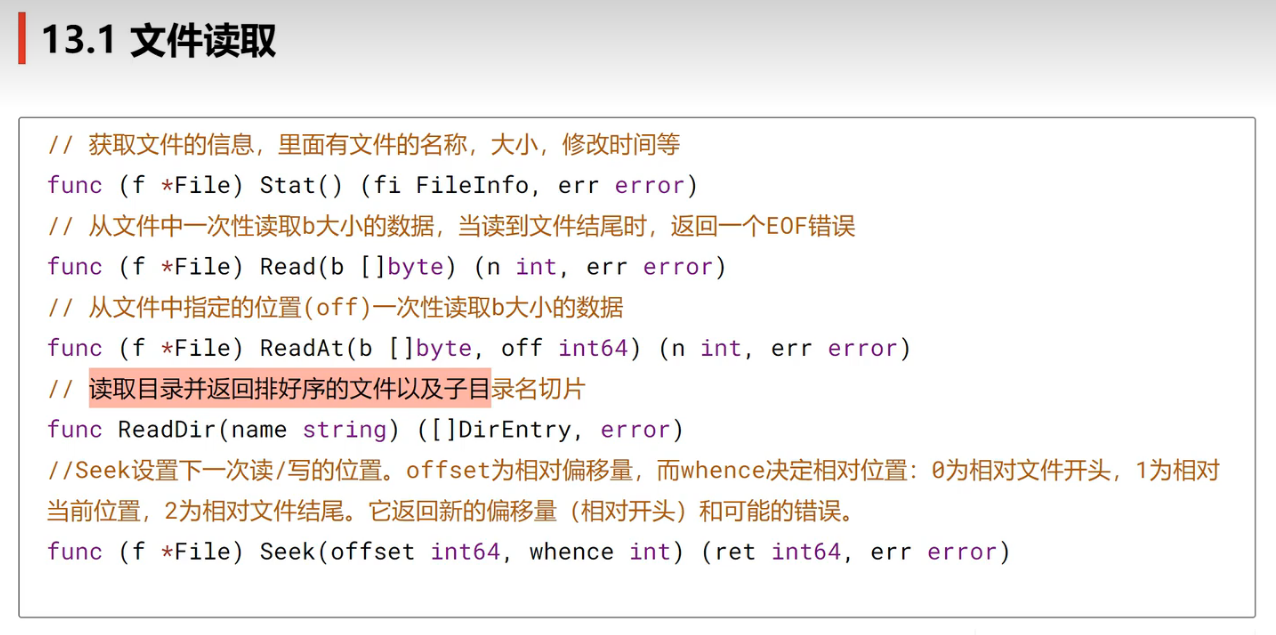 13.1 文件读取
// 获取文件的信息，里面有文件的名称，大小，修改时间等
func (f *File) Stat() (fi FileInfo, err error)
// 从文件中一次性读取b大小的数据，当读到文件结尾时，返回一个EOF错误
func (f *File) Read(b []byte) (n int, err error)
// 从文件中指定的位置(off)一次性读取b大小的数据
func (f *File) ReadAt(b []byte, off int64) (n int, err error)
// 读取目录并返回排好序的文件以及子目录名切片
func ReadDir(name string) ([]DirEntry, error)
//Seek设置下一次读/写的位置。offset为相对偏移量，而whence决定相对位置：0为相对文件开头，1为相对
当前位置，2为相对文件结尾。它返回新的偏移量（相对开头）和可能的错误。
func (f *File) Seek(offset int64, whence int) (ret int64, err error)